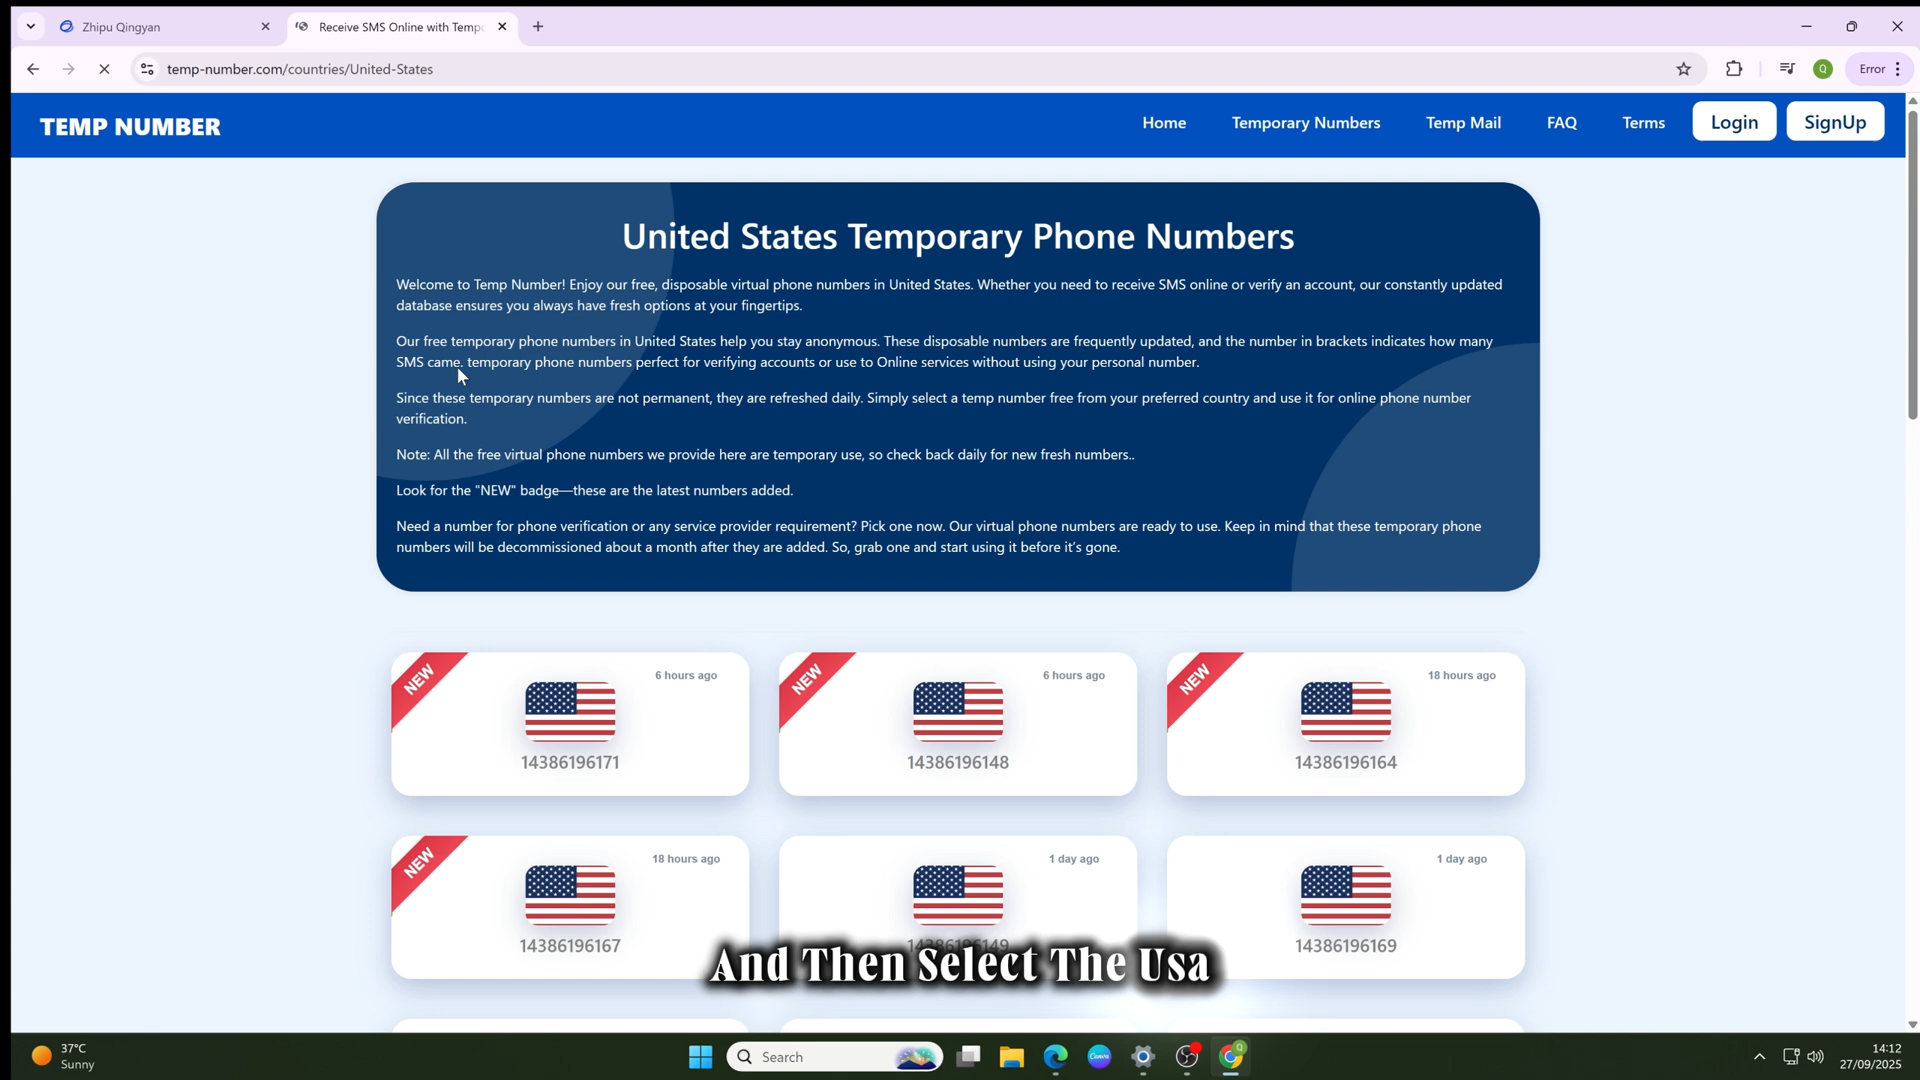 Zhipu Qingyan
Receive SMS Online with Tempo
temp-number.com/countries/United-States
Q
Error
TEMP NUMBER
Home
Temporary Numbers
Temp Mail
FAQ
Terms
Login
SignUp
United States Temporary Phone Numbers
Welcome to Temp Number! Enjoy our free, disposable virtual phone numbers in United States. Whether you need to receive SMS online or verify an account, our constantly updated
database ensures you always have fresh options at your fingertips.
Our free temporary phone numbers in United States help you stay anonymous. These disposable numbers are frequently updated, and the number in brackets indicates how many
SMS came. temporary phone numbers perfect for verifying accounts or use to Online services without using your personal number.
Since these temporary numbers are not permanent, they are refreshed daily. Simply select a temp number free from your preferred country and use it for online phone number
verification.
Note: All the free virtual phone numbers we provide here are temporary use, so check back daily for new fresh numbers..
Look for the "NEW" badge—these are the latest numbers added.
Need a number for phone verification or any service provider requirement? Pick one now. Our virtual phone numbers are ready to use. Keep in mind that these temporary phone
numbers will be decommissioned about a month after they are added. So, grab one and start using it before it's gone.
NEW
6 hours ago
14386196171
NEW
6 hours ago
14386196148
NEW
18 hours ago
14386196164
NEW
18 hours ago
14386196167
1 day ago
14386196149
1 day ago
14386196169
And Then Select The Usa
37°C
Sunny
Search
Canva
Q
14:12
27/09/2025